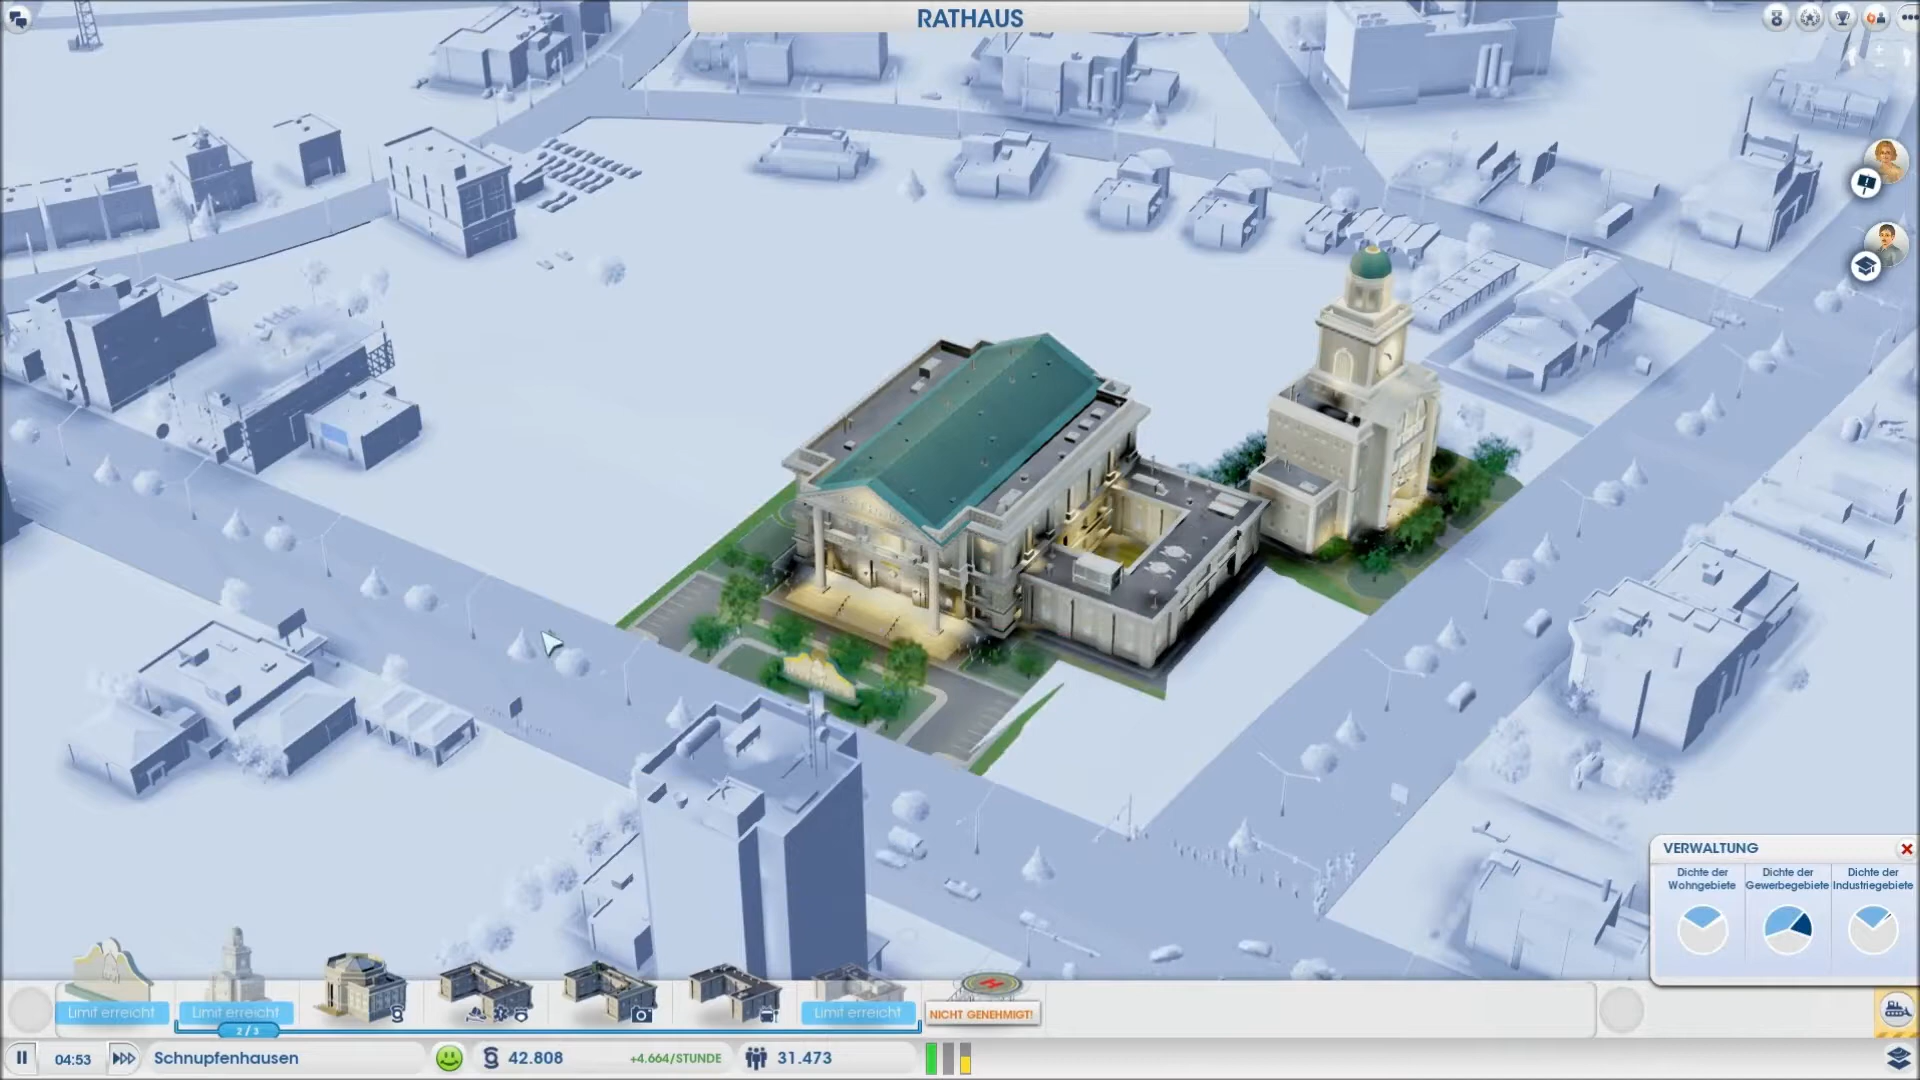 RATHAUS
VERWALTUNG
Dichte der
Wohngebiete
Dichte der
Gewerbegebiete
Dichte der
Industriegebiete
Limit erreicht
Limit erreicht
Limit erreicht
NICHT GENEHMIGT!
2 / 3
04:53
Schnupfenhausen
42.808
+4.664/STUNDE
31.473